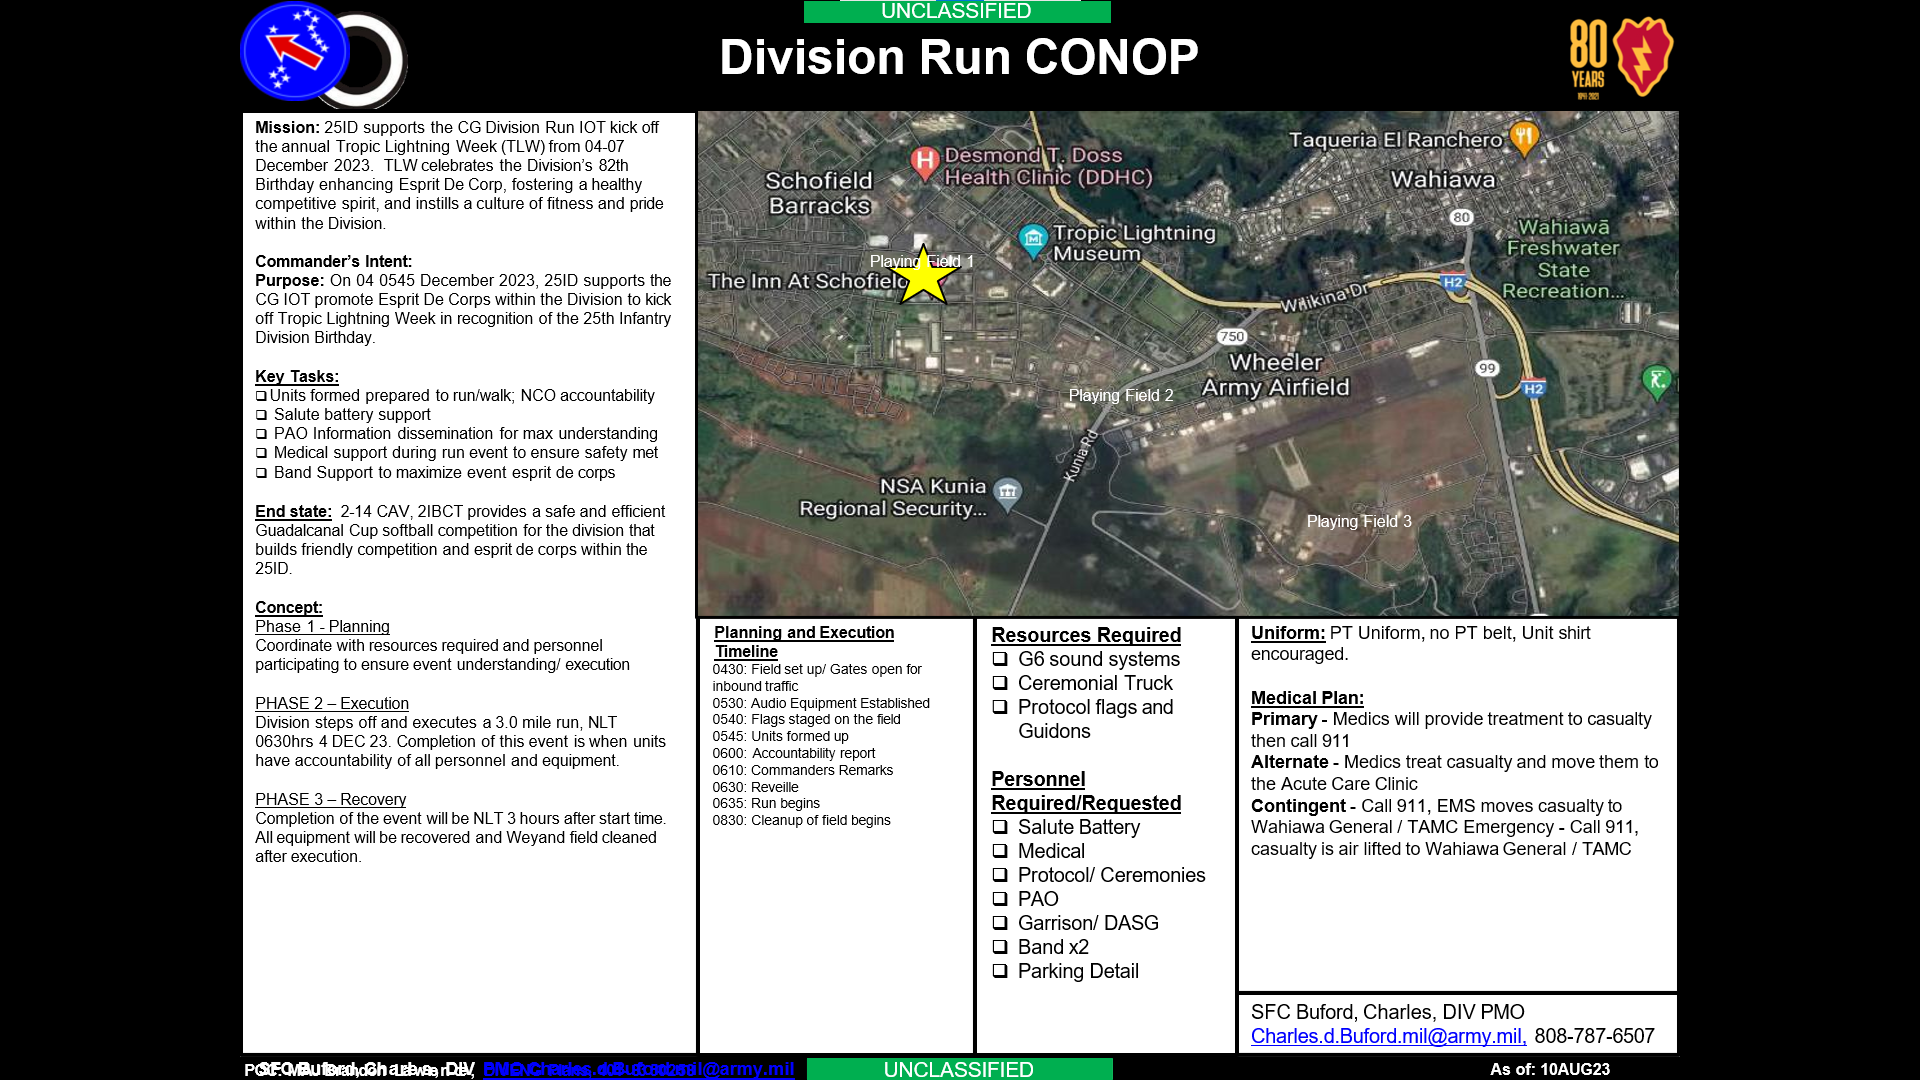 UNCLASSIFIED
Division Run CONOP
80
YEARS
Mission: 25ID supports the CG Division Run IOT kick off
the annual Tropic Lightning Week (TLW) from 04-07
December 2023. TLW celebrates the Division’s 82th
Birthday enhancing Esprit De Corp, fostering a healthy
competitive spirit, and instills a culture of fitness and pride
within the Division.
Commander’s Intent:
Purpose: On 04 0545 December 2023, 25ID supports the
CG IOT promote Esprit De Corps within the Division to kick
off Tropic Lightning Week in recognition of the 25th Infantry
Division Birthday.
Key Tasks:
❑ Units formed prepared to run/walk; NCO accountability
❑ Salute battery support
❑ PAO Information dissemination for max understanding
❑ Medical support during run event to ensure safety met
❑ Band Support to maximize event esprit de corps
End state: 2-14 CAV, 2IBCT provides a safe and efficient
Guadalcanal Cup softball competition for the division that
builds friendly competition and esprit de corps within the
25ID.
Concept:
Phase 1 - Planning
Coordinate with resources required and personnel
participating to ensure event understanding/ execution
PHASE 2 – Execution
Division steps off and executes a 3.0 mile run, NLT
0630hrs 4 DEC 23. Completion of this event is when units
have accountability of all personnel and equipment.
PHASE 3 – Recovery
Completion of the event will be NLT 3 hours after start time.
All equipment will be recovered and Weyand field cleaned
after execution.
Schofield
Barracks
H
Desmond T. Doss
Health Clinic (DDHC)
Taqueria El Ranchero
Wahiawa
80
Tropic Lightning
Museum
Wahiawā
Freshwater
State
Recreation...
Playing Field 1
The Inn At Schofield
H2
Wilikina Dr
750
Wheeler
Army Airfield
99
H2
Playing Field 2
Kunia Rd
NSA Kunia
Regional Security...
Playing Field 3
Planning and Execution
Timeline
0430: Field set up/ Gates open for
inbound traffic
0530: Audio Equipment Established
0540: Flags staged on the field
0545: Units formed up
0600: Accountability report
0610: Commanders Remarks
0630: Reveille
0635: Run begins
0830: Cleanup of field begins
Resources Required
❑ G6 sound systems
❑ Ceremonial Truck
❑ Protocol flags and
Guidons
Personnel
Required/Requested
❑ Salute Battery
❑ Medical
❑ Protocol/ Ceremonies
❑ PAO
❑ Garrison/ DASG
❑ Band x2
❑ Parking Detail
Uniform: PT Uniform, no PT belt, Unit shirt
encouraged.
Medical Plan:
Primary - Medics will provide treatment to casualty
then call 911
Alternate - Medics treat casualty and move them to
the Acute Care Clinic
Contingent - Call 911, EMS moves casualty to
Wahiawa General / TAMC Emergency - Call 911,
casualty is air lifted to Wahiawa General / TAMC
SFC Buford, Charles, DIV PMO
Charles.d.Buford.mil@army.mil, 808-787-6507
SFC Buford, Charles, DIV PMO Charles.d.Buford.mil@army.mil
UNCLASSIFIED
As of: 10AUG23